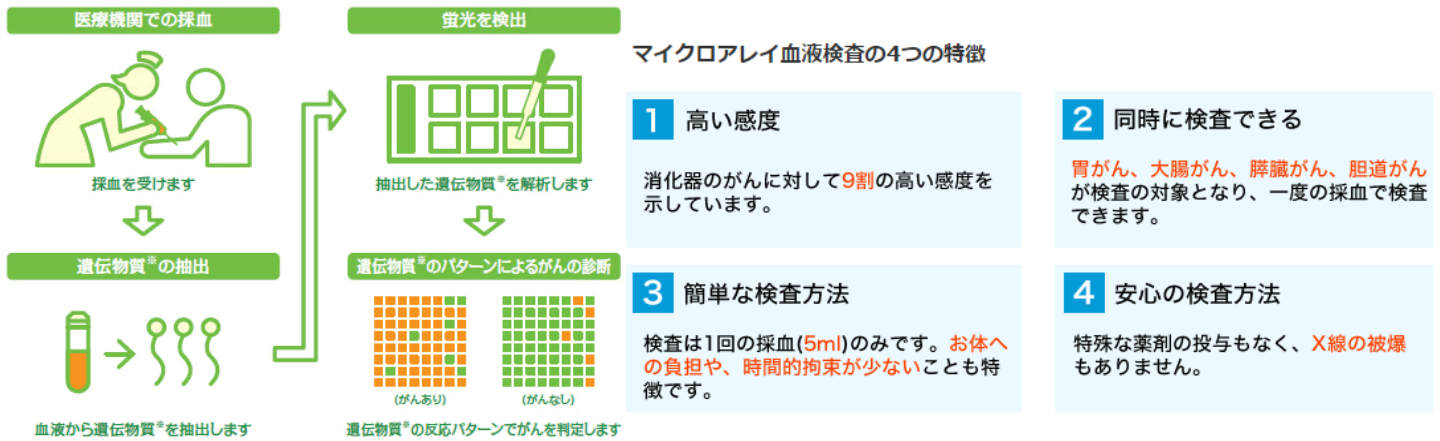 医療機関での採血
採血を受けます
遺伝物質※の抽出
血液から遺伝物質※を抽出します
蛍光を検出
抽出した遺伝物質※を解析します
遺伝物質※のパターンによるがんの診断
(がんあり)
(がんなし)
遺伝物質※の反応パターンでがんを判定します
マイクロアレイ血液検査の4つの特徴
1 高い感度
消化器のがんに対して9割の高い感度を
示しています。
2 同時に検査できる
胃がん、大腸がん、膵臓がん、胆道がん
が検査の対象となり、一度の採血で検査
できます。
3 簡単な検査方法
検査は1回の採血(5ml)のみです。お体へ
の負担や、時間的拘束が少ないことも特
徴です。
4 安心の検査方法
特殊な薬剤の投与もなく、X線の被爆
もありません。